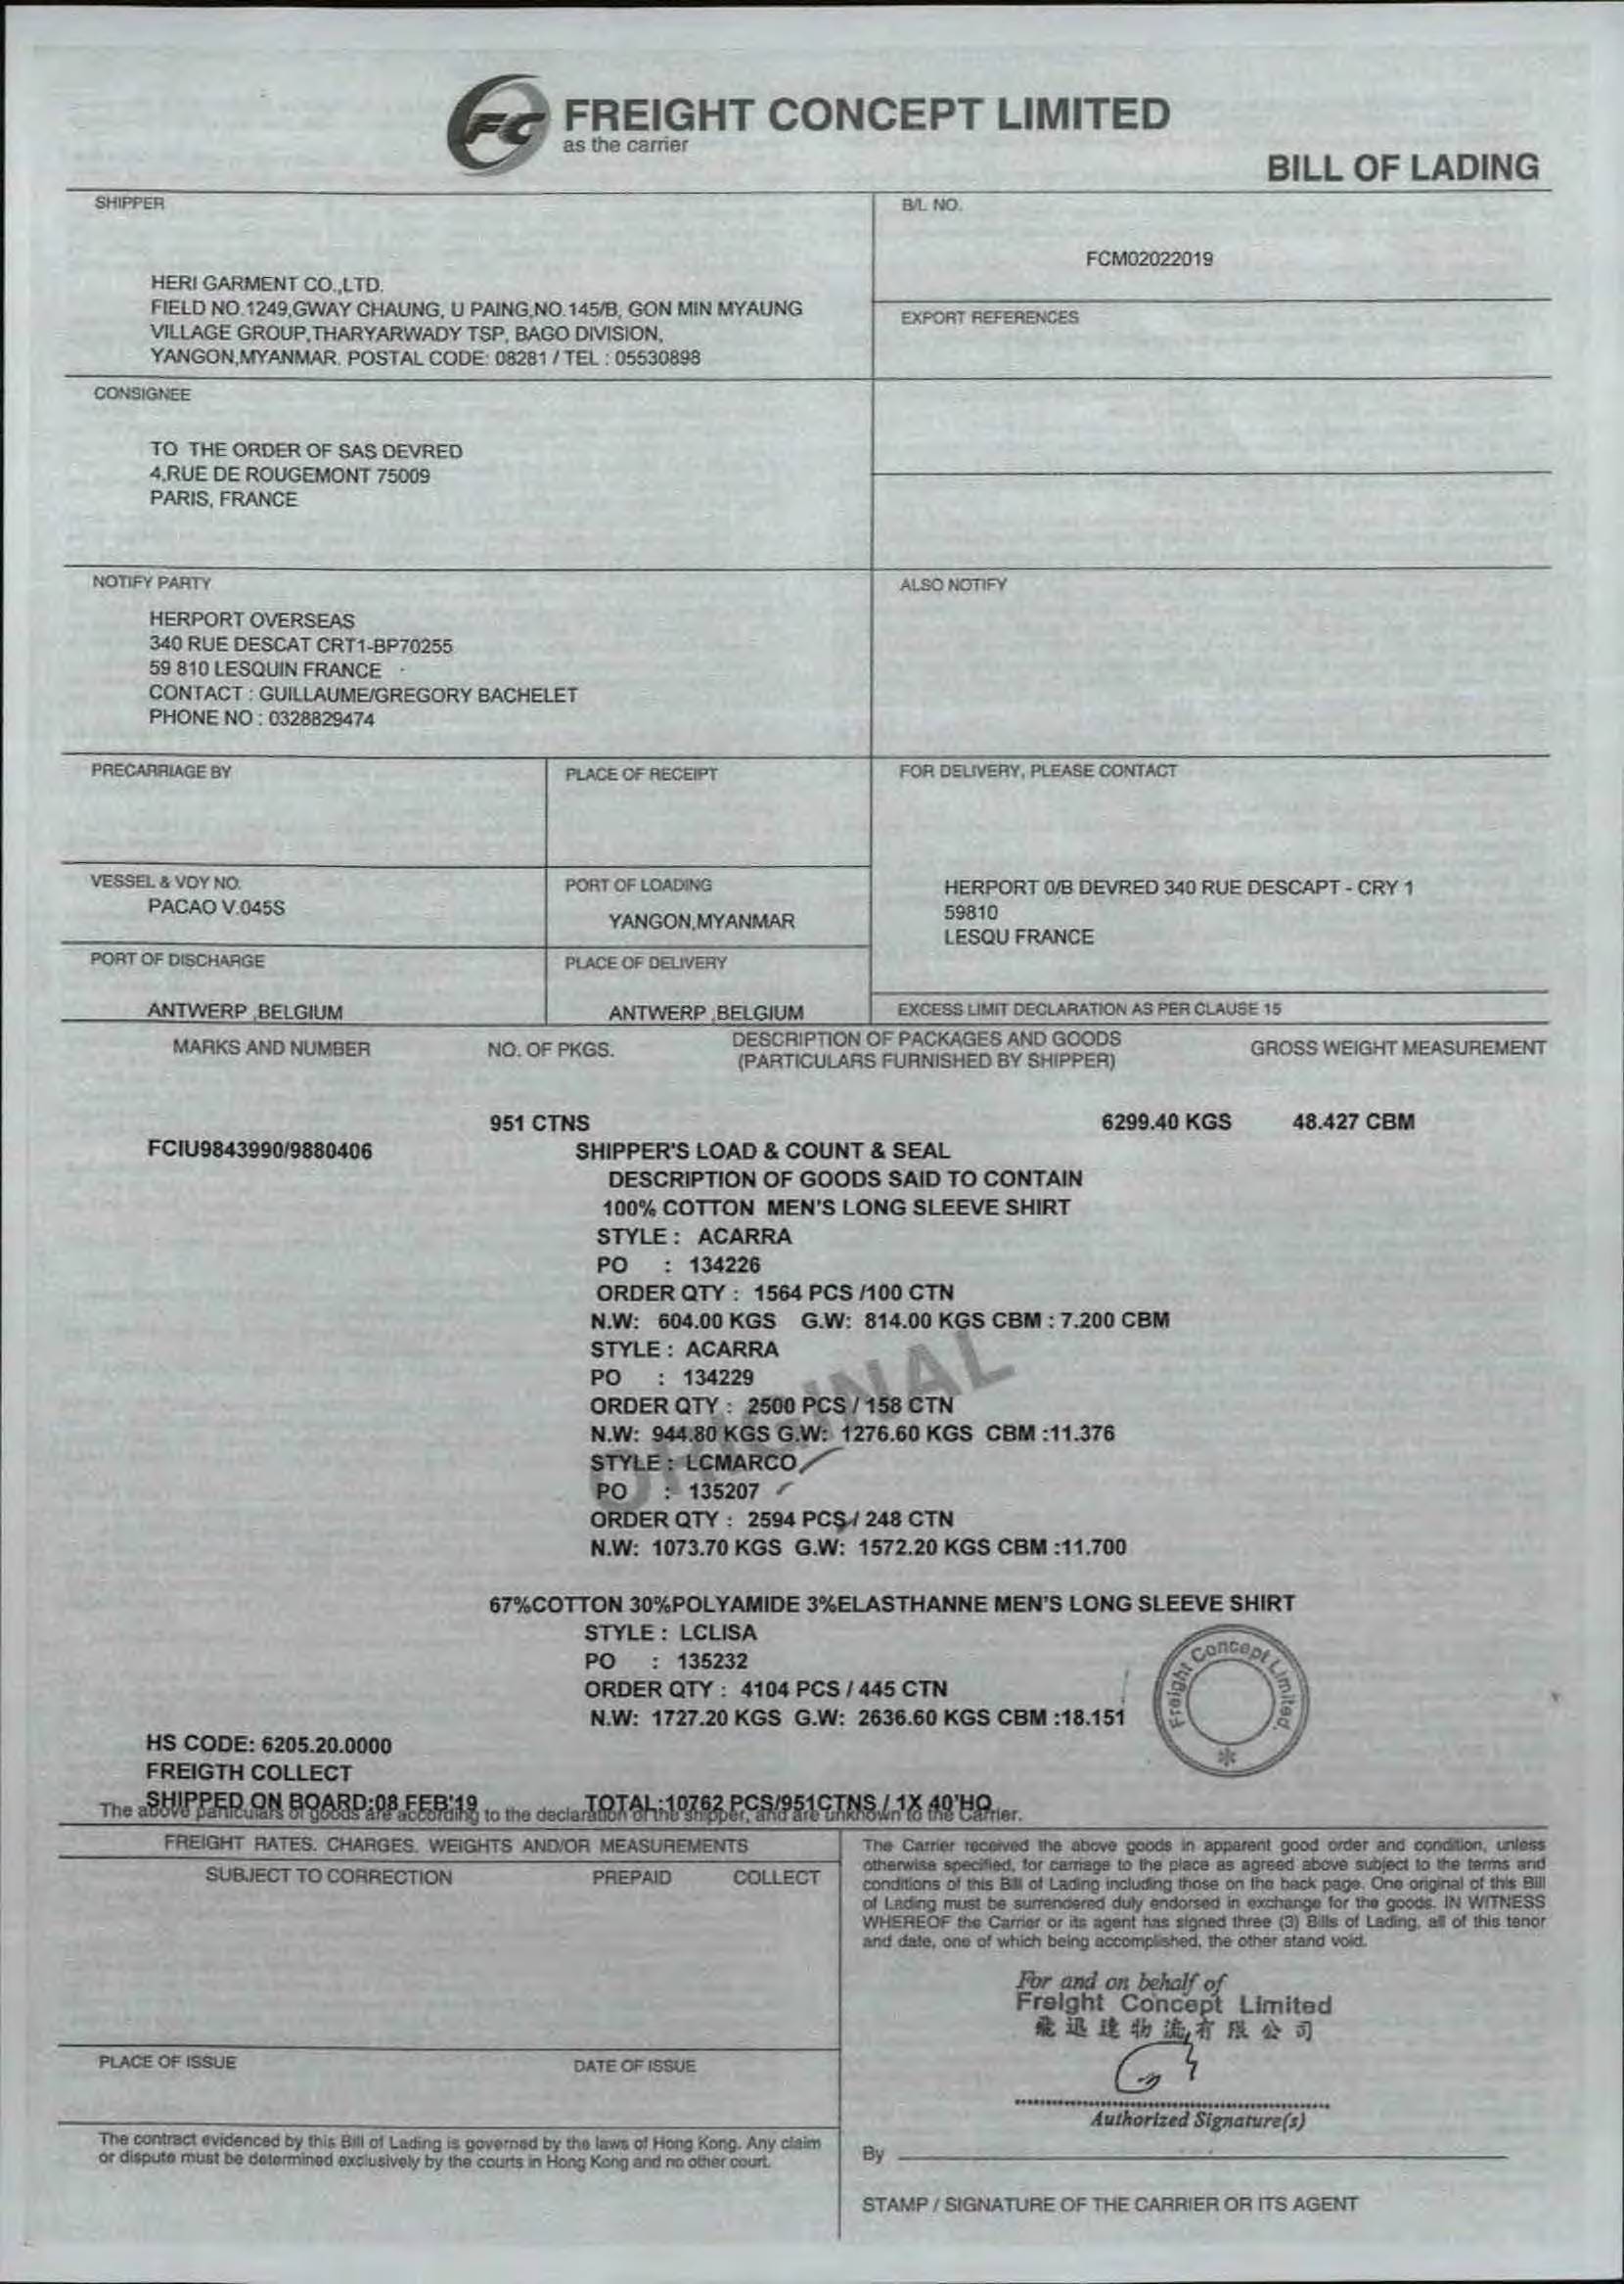 FC FREIGHT CONCEPT LIMITED
as the carrier
BILL OF LADING
SHIPPER
HERI GARMENT CO.,LTD.
FIELD NO.1249,GWAY CHAUNG, U PAING,NO.145/B, GON MIN MYAUNG
VILLAGE GROUP,THARYARWADY TSP, BAGO DIVISION,
YANGON,MYANMAR. POSTAL CODE: 08281 / TEL : 05530898
B/L NO.
FCM02022019
EXPORT REFERENCES
CONSIGNEE
TO THE ORDER OF SAS DEVRED
4,RUE DE ROUGEMONT 75009
PARIS, FRANCE
NOTIFY PARTY
HERPORT OVERSEAS
340 RUE DESCAT CRT1-BP70255
59 810 LESQUIN FRANCE
CONTACT : GUILLAUME/GREGORY BACHELET
PHONE NO : 0328829474
ALSO NOTIFY
PRECARRIAGE BY
PLACE OF RECEIPT
FOR DELIVERY, PLEASE CONTACT
HERPORT 0/B DEVRED 340 RUE DESCAPT - CRY 1
59810
LESQU FRANCE
VESSEL & VOY NO.
PACAO V.045S
PORT OF LOADING
YANGON,MYANMAR
PORT OF DISCHARGE
ANTWERP ,BELGIUM
PLACE OF DELIVERY
ANTWERP ,BELGIUM
EXCESS LIMIT DECLARATION AS PER CLAUSE 15
MARKS AND NUMBER NO. OF PKGS. DESCRIPTION OF PACKAGES AND GOODS GROSS WEIGHT MEASUREMENT
(PARTICULARS FURNISHED BY SHIPPER)
951 CTNS 6299.40 KGS 48.427 CBM
FCIU9843990/9880406 SHIPPER'S LOAD & COUNT & SEAL
DESCRIPTION OF GOODS SAID TO CONTAIN
100% COTTON MEN'S LONG SLEEVE SHIRT
STYLE : ACARRA
PO : 134226
ORDER QTY : 1564 PCS /100 CTN
N.W: 604.00 KGS G.W: 814.00 KGS CBM : 7.200 CBM
STYLE : ACARRA
PO : 134229
ORDER QTY : 2500 PCS / 158 CTN
N.W: 944.80 KGS G.W: 1276.60 KGS CBM :11.376
STYLE : LCMARCO
PO : 135207
ORDER QTY : 2594 PCS / 248 CTN
N.W: 1073.70 KGS G.W: 1572.20 KGS CBM :11.700
ORIGINAL
67%COTTON 30%POLYAMIDE 3%ELASTHANNE MEN'S LONG SLEEVE SHIRT
STYLE : LCLISA
PO : 135232
ORDER QTY : 4104 PCS / 445 CTN
N.W: 1727.20 KGS G.W: 2636.60 KGS CBM :18.151
Freight Concept Limited.
HS CODE: 6205.20.0000
FREIGTH COLLECT
SHIPPED ON BOARD:08 FEB'19 TOTAL:10762 PCS/951CTNS / 1X 40'HQ
The above particulars of goods are according to the declaration of the shipper, and are unknown to the Carrier.
FREIGHT RATES. CHARGES. WEIGHTS AND/OR MEASUREMENTS
SUBJECT TO CORRECTION PREPAID COLLECT
The Carrier received the above goods in apparent good order and condition, unless
otherwise specified, for carriage to the place as agreed above subject to the terms and
conditions of this Bill of Lading including those on the back page. One original of this Bill
of Lading must be surrendered duly endorsed in exchange for the goods. IN WITNESS
WHEREOF the Carrier or its agent has signed three (3) Bills of Lading, all of this tenor
and date, one of which being accomplished, the other stand void.
For and on behalf of
Freight Concept Limited
飛迅達物流有限公司
Authorized Signature(s)
PLACE OF ISSUE DATE OF ISSUE
The contract evidenced by this Bill of Lading is governed by the laws of Hong Kong. Any claim
or dispute must be determined exclusively by the courts in Hong Kong and no other court.
By
STAMP / SIGNATURE OF THE CARRIER OR ITS AGENT